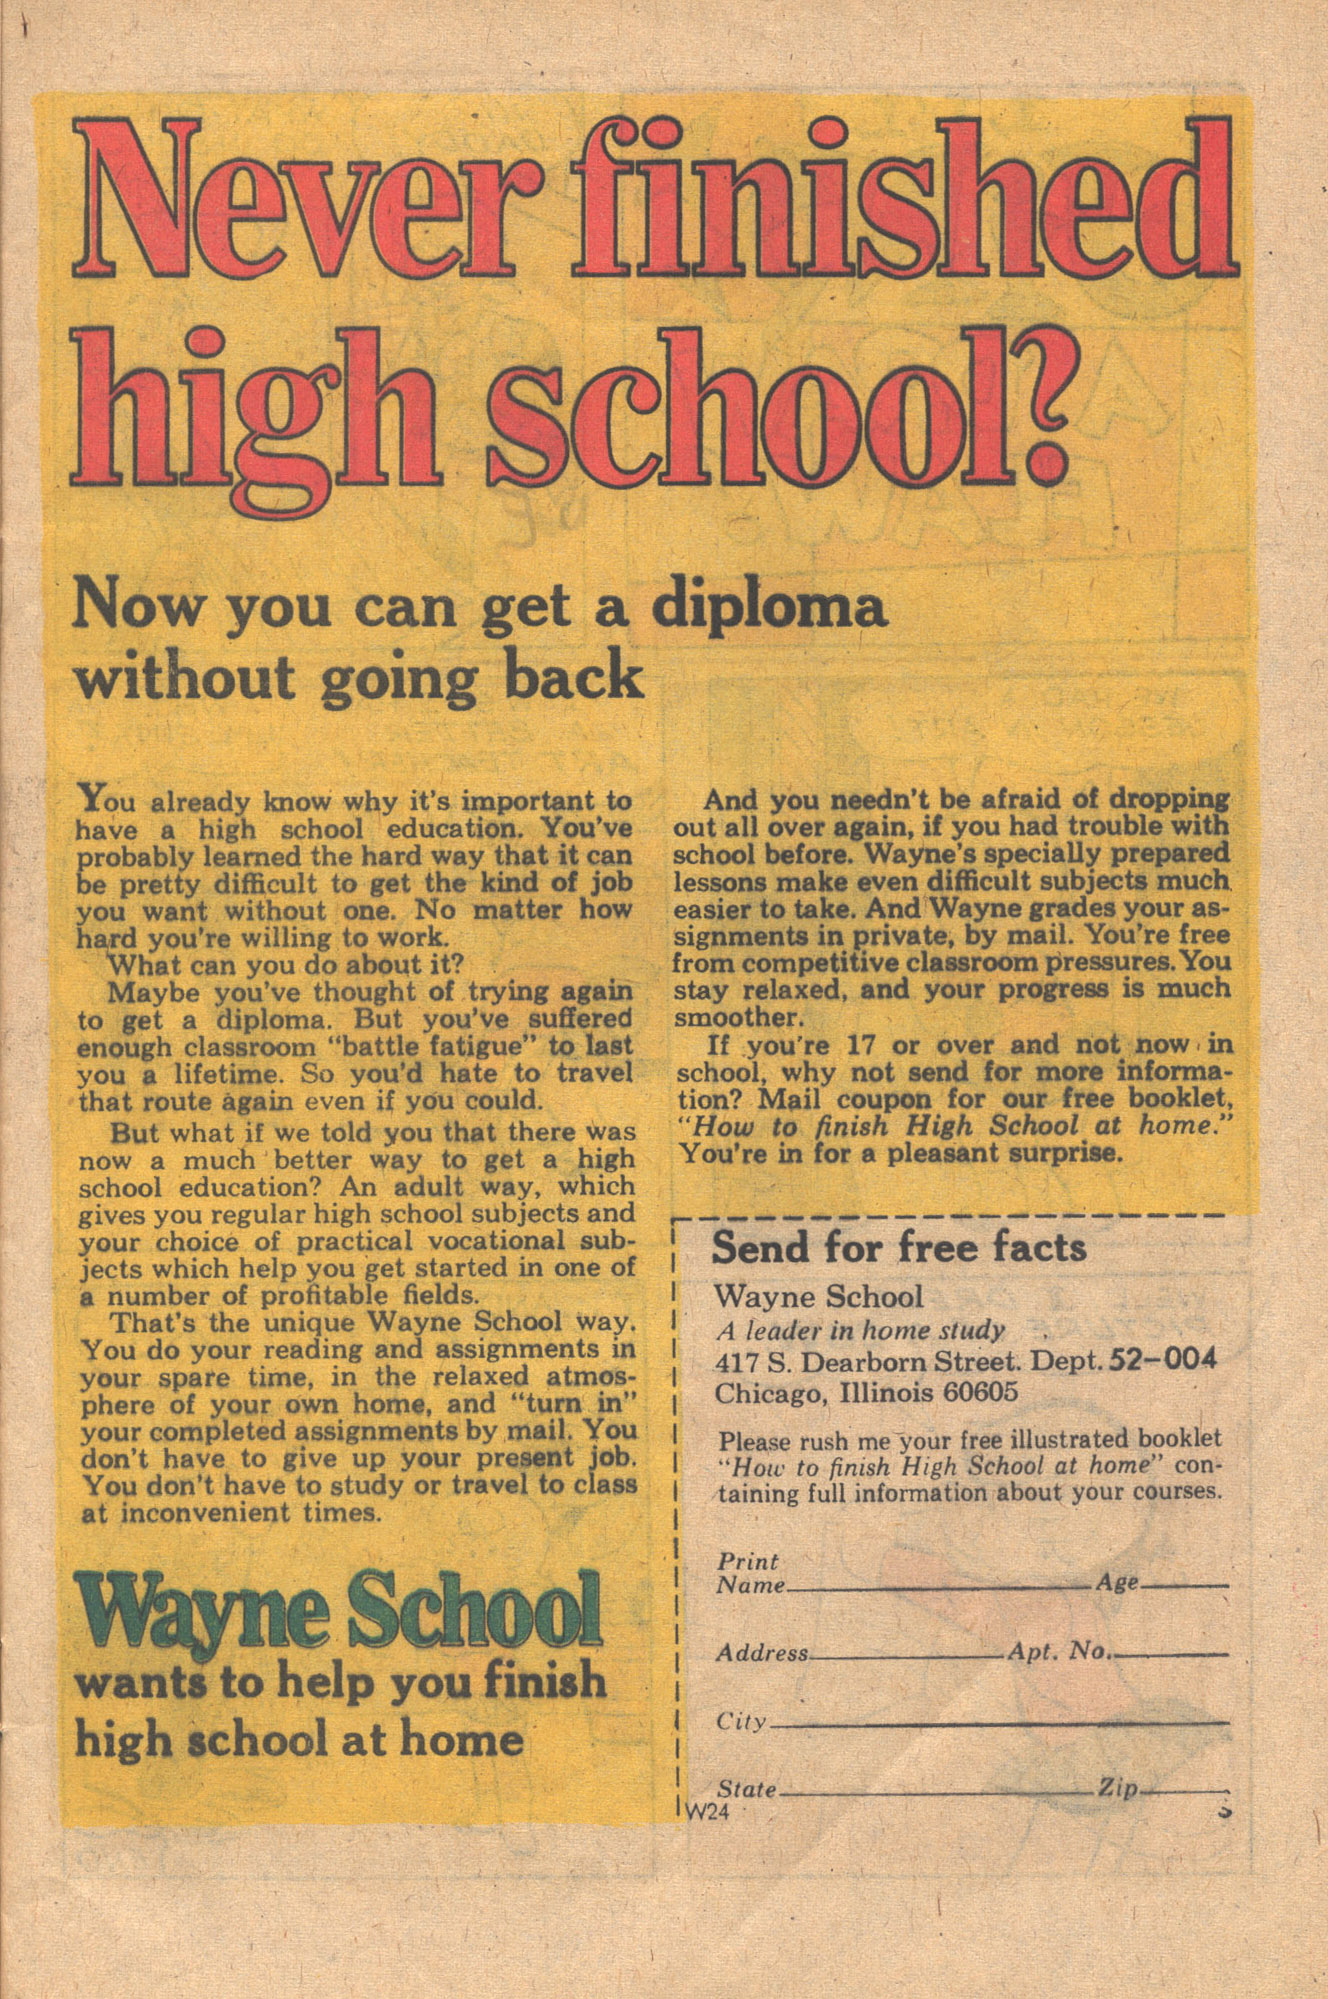 Never finished
high school?
Now you can get a diploma
without going back
You already know why it's important to
have a high school education. You've
probably learned the hard way that it can
be pretty difficult to get the kind of job
you want without one. No matter how
hard you're willing to work.
What can you do about it?
Maybe you've thought of trying again
to get a diploma. But you've suffered
enough classroom "battle fatigue" to last
you a lifetime. So you'd hate to travel
that route again even if you could.
But what if we told you that there was
now a much better way to get a high
school education? An adult way, which
gives you regular high school subjects and
your choice of practical vocational sub-
jects which help you get started in one of
a number of profitable fields.
That's the unique Wayne School way.
You do your reading and assignments in
your spare time, in the relaxed atmos-
phere of your own home, and "turn in"
your completed assignments by mail. You
don't have to give up your present job.
You don't have to study or travel to class
at inconvenient times.
Wayne School
wants to help you finish
high school at home
And you needn't be afraid of dropping
out all over again, if you had trouble with
school before. Wayne's specially prepared
lessons make even difficult subjects much
easier to take. And Wayne grades your as-
signments in private, by mail. You're free
from competitive classroom pressures. You
stay relaxed, and your progress is much
smoother.
If you're 17 or over and not now in
school, why not send for more informa-
tion? Mail coupon for our free booklet,
"How to finish High School at home."
You're in for a pleasant surprise.
Send for free facts
Wayne School
A leader in home study
417 S. Dearborn Street. Dept. 52-004
Chicago, Illinois 60605
Please rush me your free illustrated booklet
"How to finish High School at home" con-
taining full information about your courses.
Print
Name Age
Address Apt. No.
City
State Zip
W24